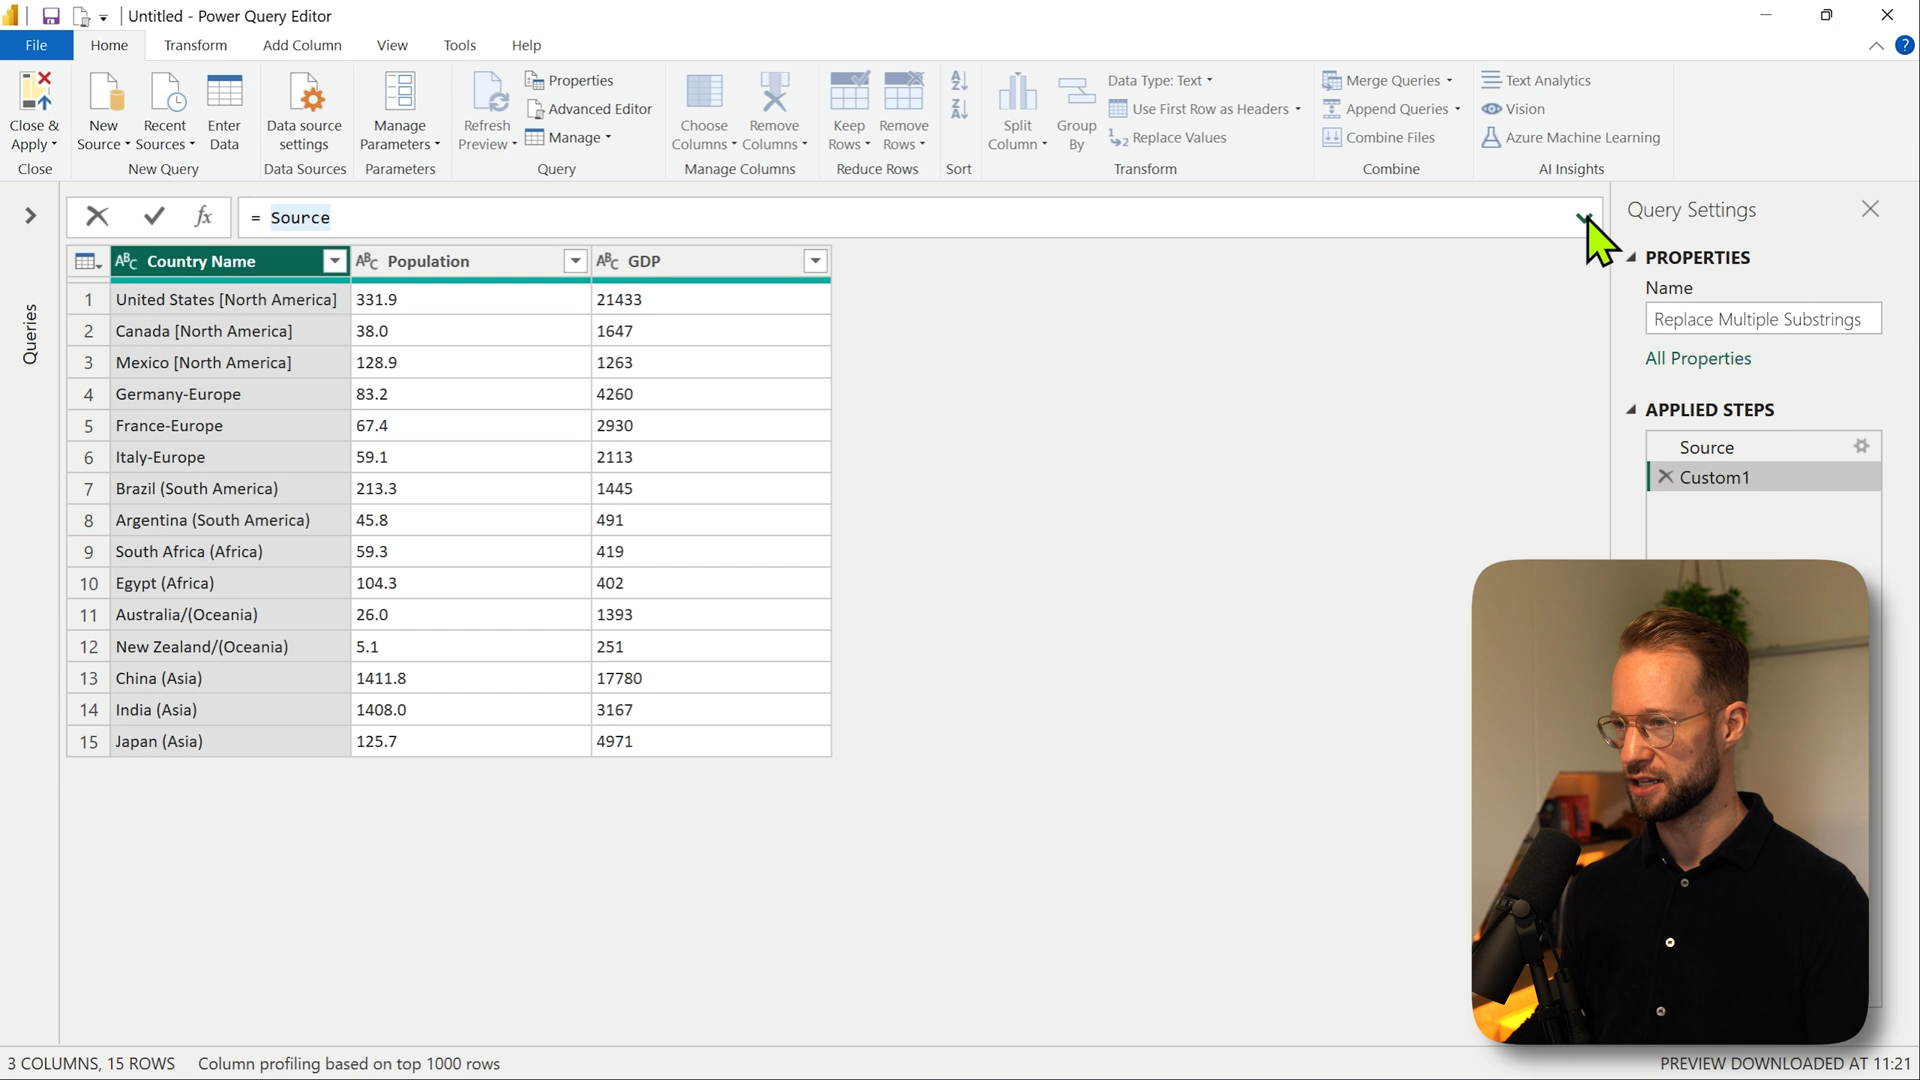 Untitled - Power Query Editor
File Home Transform Add Column View Tools Help
Close & Apply
Close
New Source
Recent Sources
Enter Data
New Query
Data source settings
Data Sources
Manage Parameters
Parameters
Refresh Preview
Properties
Advanced Editor
Manage
Query
Choose Columns
Remove Columns
Manage Columns
Keep Rows
Remove Rows
Reduce Rows
Sort
Split Column
Group By
Data Type: Text
Use First Row as Headers
Replace Values
Transform
Merge Queries
Append Queries
Combine Files
Combine
Text Analytics
Vision
Azure Machine Learning
AI Insights
Queries
fx = Source
Country Name Population GDP
1 United States [North America] 331.9 21433
2 Canada [North America] 38.0 1647
3 Mexico [North America] 128.9 1263
4 Germany-Europe 83.2 4260
5 France-Europe 67.4 2930
6 Italy-Europe 59.1 2113
7 Brazil (South America) 213.3 1445
8 Argentina (South America) 45.8 491
9 South Africa (Africa) 59.3 419
10 Egypt (Africa) 104.3 402
11 Australia/(Oceania) 26.0 1393
12 New Zealand/(Oceania) 5.1 251
13 China (Asia) 1411.8 17780
14 India (Asia) 1408.0 3167
15 Japan (Asia) 125.7 4971
Query Settings
PROPERTIES
Name
Replace Multiple Substrings
All Properties
APPLIED STEPS
Source
Custom1
3 COLUMNS, 15 ROWS Column profiling based on top 1000 rows
PREVIEW DOWNLOADED AT 11:21